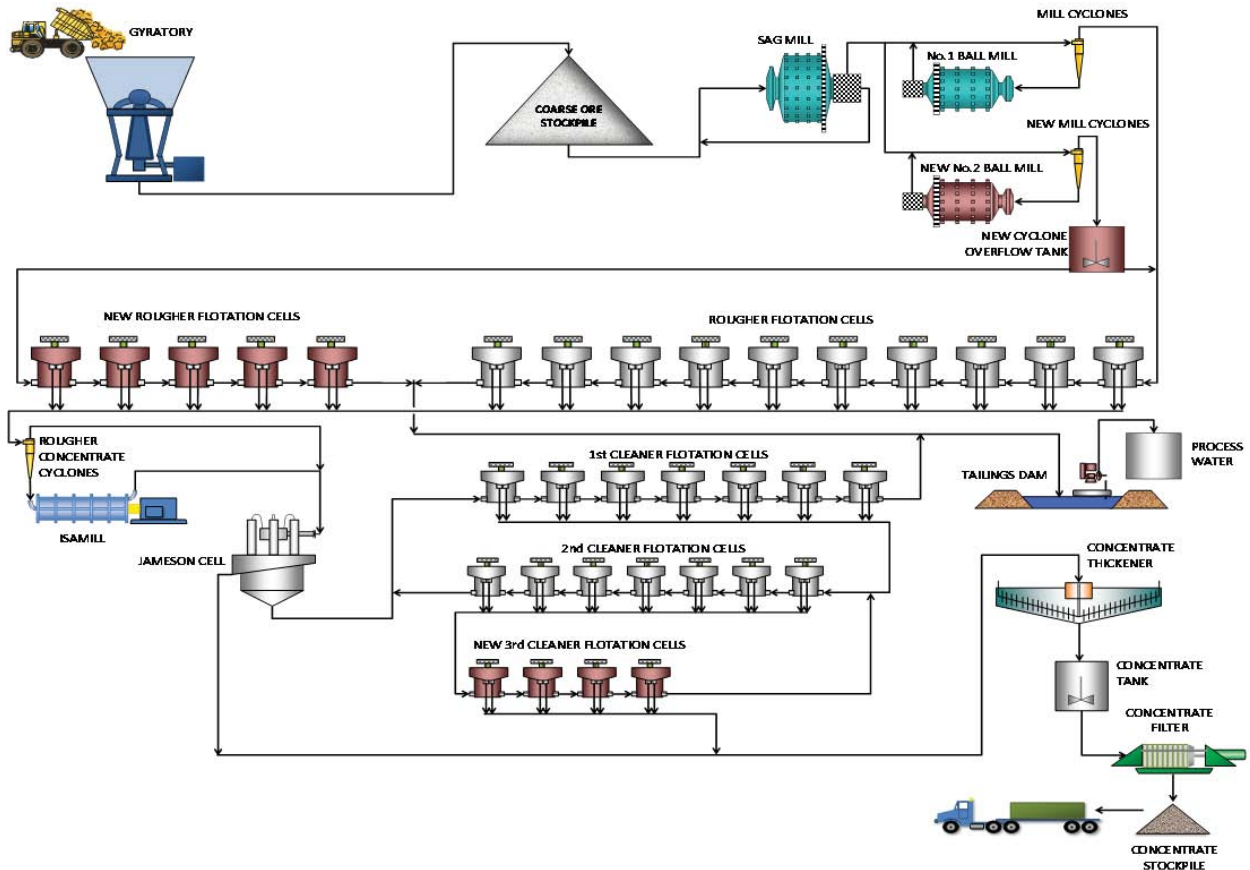 GYRATORY
COARSE ORE
STOCKPILE
SAG MILL
MILL CYCLONES
No.1 BALL MILL
NEW MILL CYCLONES
NEW No.2 BALL MILL
NEW CYCLONE
OVERFLOW TANK
NEW ROUGHER FLOTATION CELLS
ROUGHER FLOTATION CELLS
ROUGHER
CONCENTRATE
CYCLONES
ISAMILL
JAMESON CELL
1st CLEANER FLOTATION CELLS
2nd CLEANER FLOTATION CELLS
NEW 3rd CLEANER FLOTATION CELLS
TAILINGS DAM
PROCESS
WATER
CONCENTRATE
THICKENER
CONCENTRATE
TANK
CONCENTRATE
FILTER
CONCENTRATE
STOCKPILE